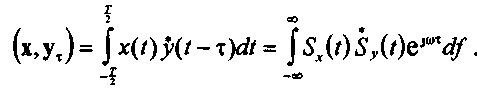 (𝐱, 𝐲_τ) = ∫_{-T/2}^{T/2} x(t) y̽(t − τ)dt = ∫_{-∞}^{∞} S_x(t) S̽_y(t)e^{jωτ} df .